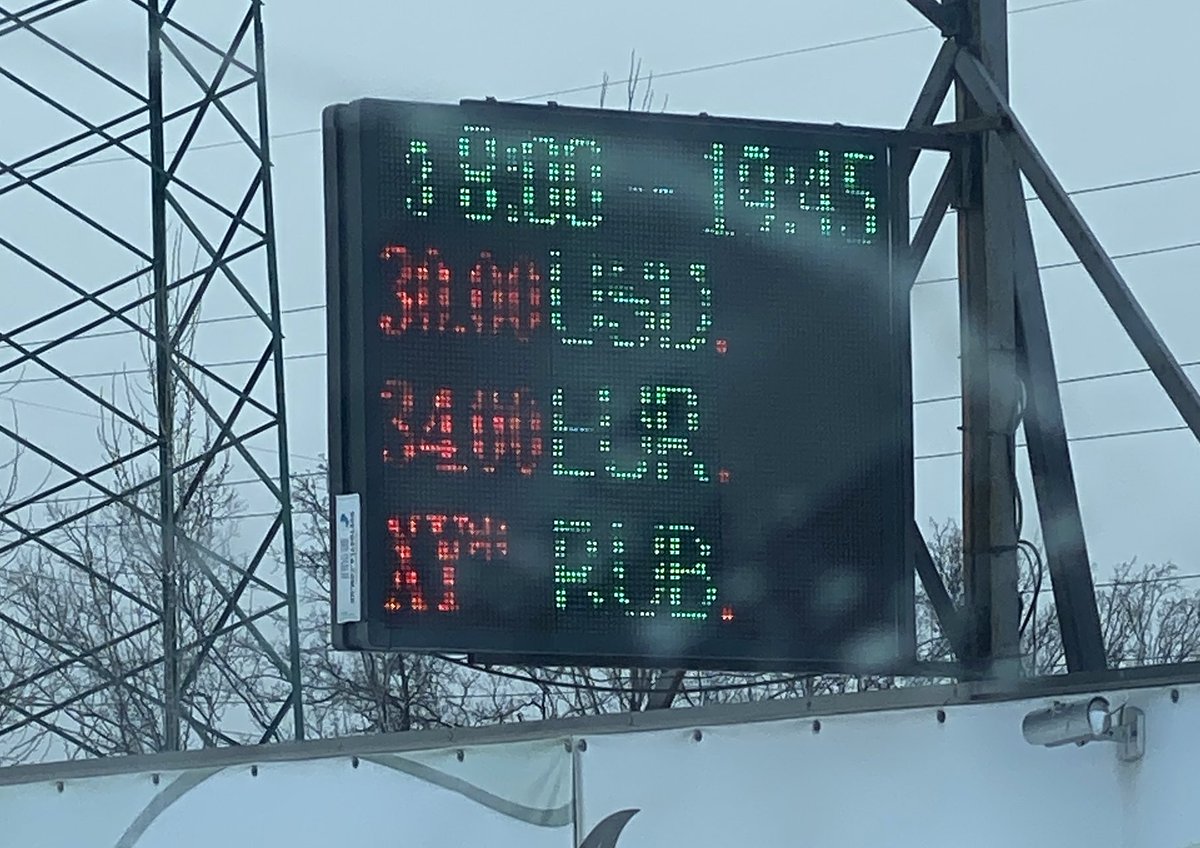 З 8:00 - 19:45
30.00 USD
34.00 EUR
RUB